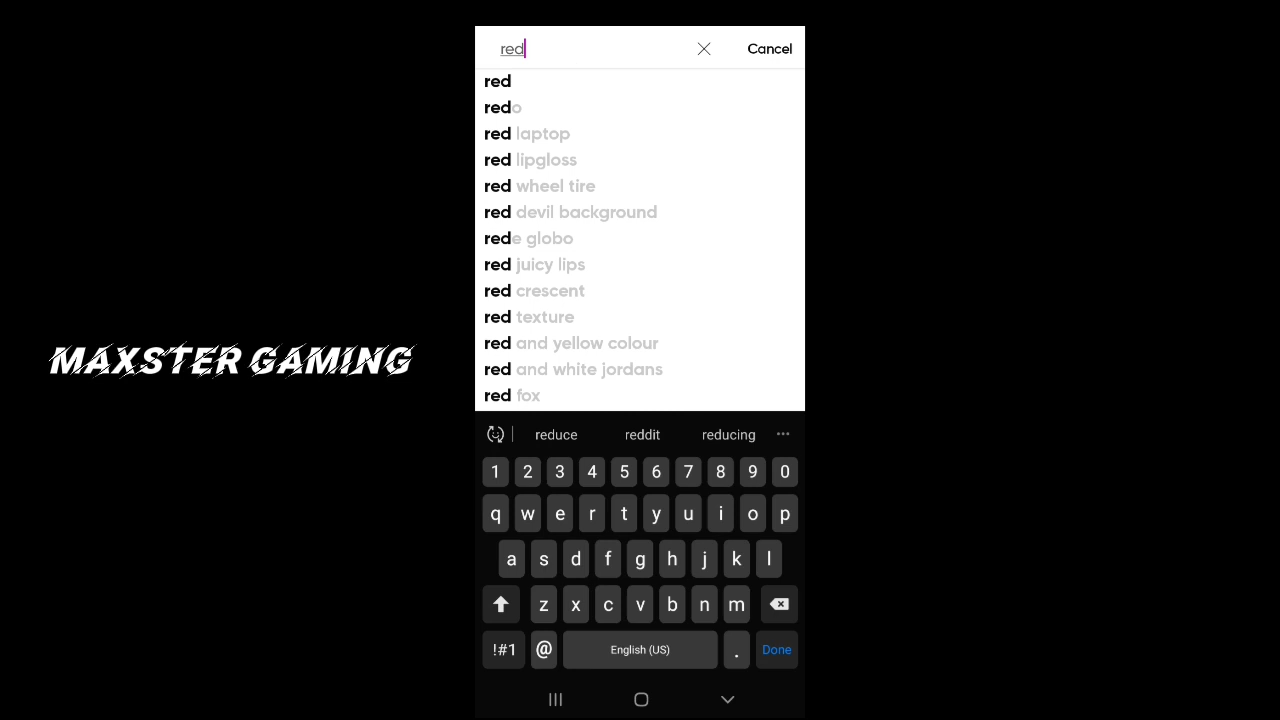 red
Cancel
red
redo
red laptop
red lipgloss
red wheel tire
red devil background
rede globo
red juicy lips
red crescent
red texture
red and yellow colour
red and white jordans
red fox
MAXSTER GAMING
reduce reddit reducing ...
1 2 3 4 5 6 7 8 9 0
q w e r t y u i o p
a s d f g h j k l
z x c v b n m
!#1 @ English (US) . Done